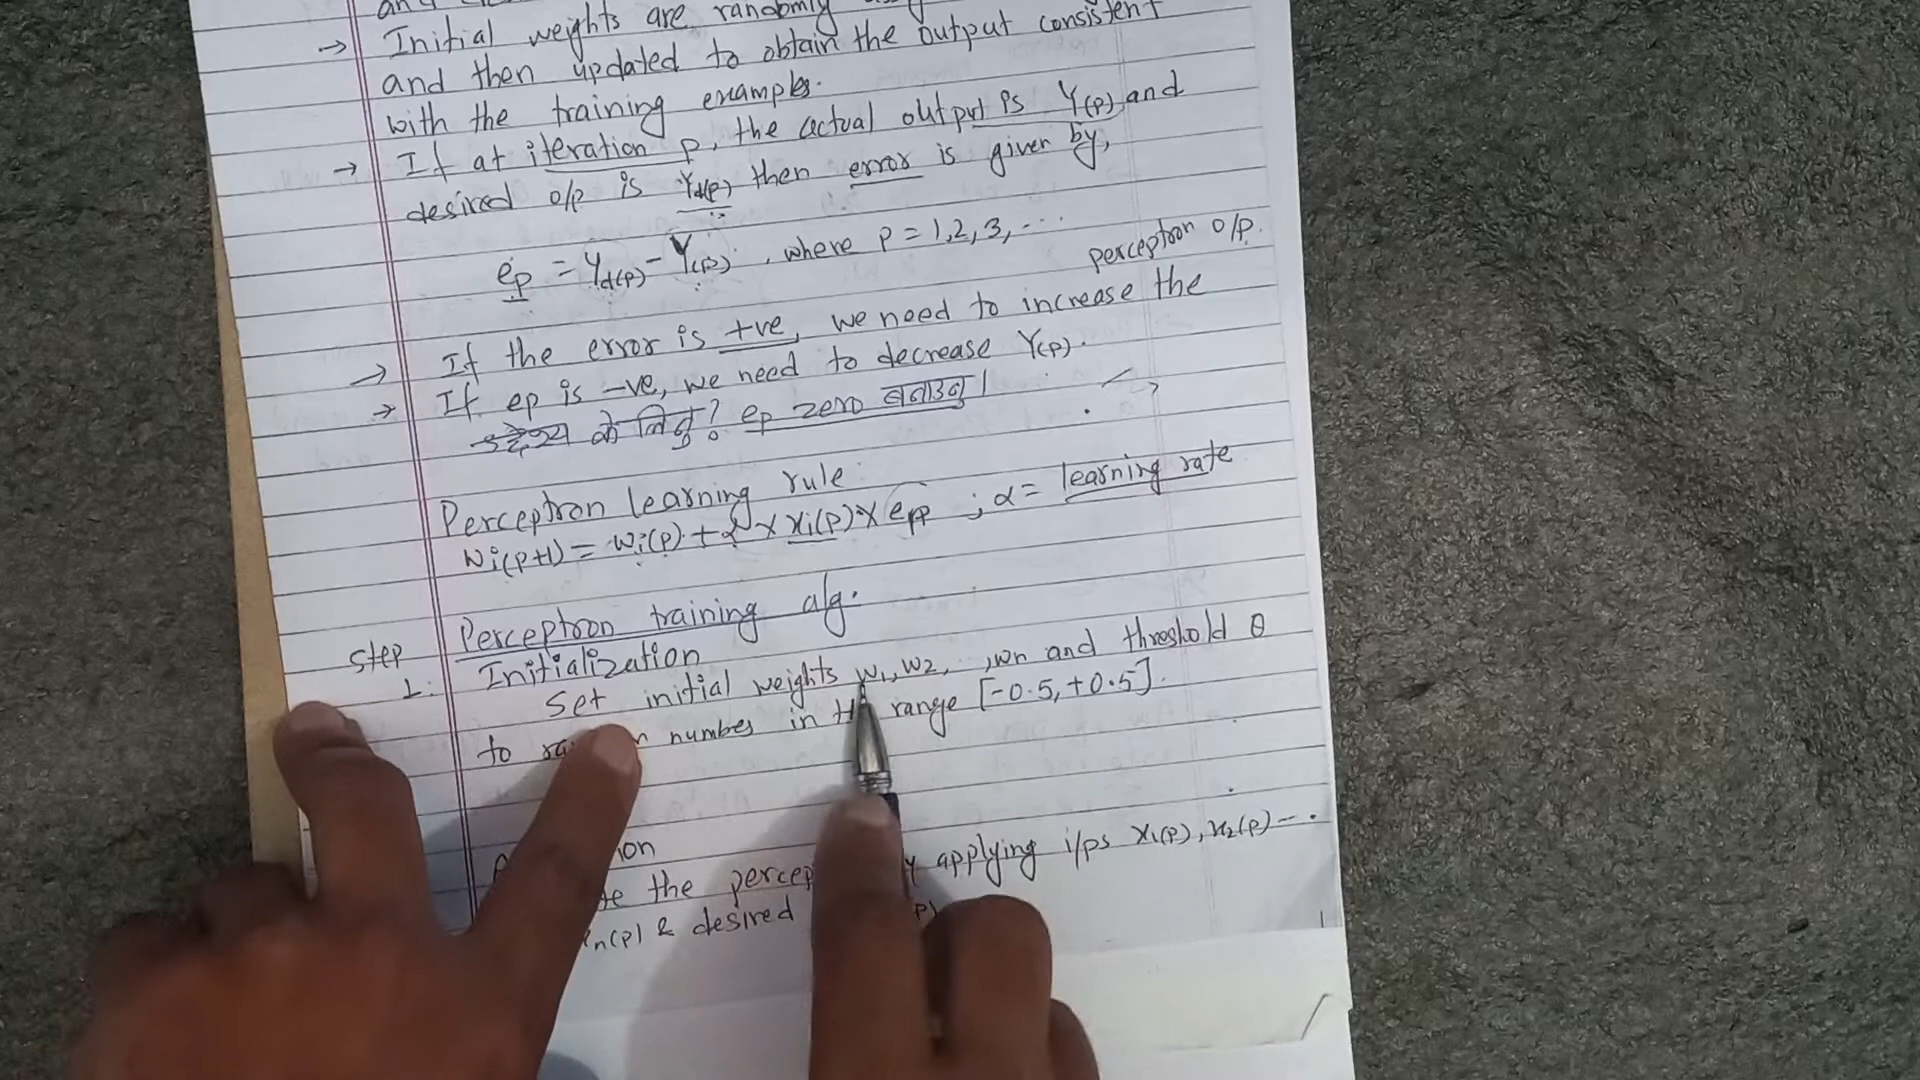 Initial weights are randomly
→ and then updated to obtain the output consistent
with the training examples.
→ If at iteration p, the actual output is Y(p) and
desired o/p is Yd(p) then error is given by,
ep = Yd(p) - Y(p) , where p = 1,2,3, ...
perceptron o/p.
→ If the error is +ve, we need to increase the
→ If ep is -ve, we need to decrease Y(p).
उद्देश्य के लिनु? ep zero बनाउनु।
Perceptron learning rule
wi(p+1) = wi(p) + α x xi(p) x ep ; α = learning rate
Perceptron training alg.
step 1. Initialization
Set initial weights w1, w2, ..., wn and threshold θ
to number in range [-0.5, +0.5].
the applying i/ps x1(p), x2(p) - - .
& desired